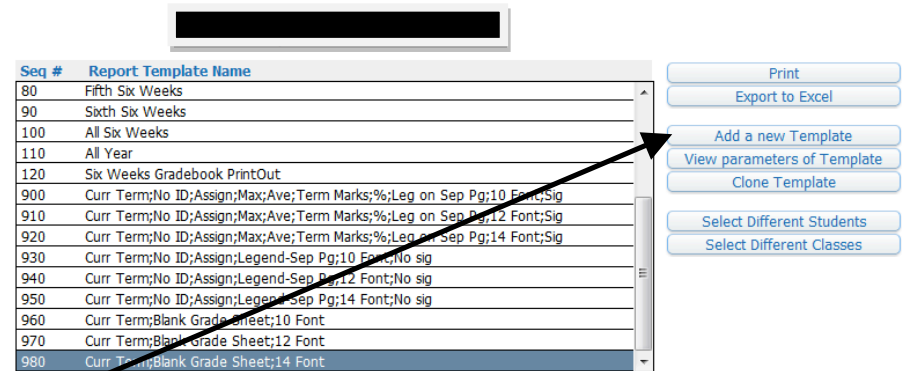 Seq # Report Template Name
80 Fifth Six Weeks
90 Sixth Six Weeks
100 All Six Weeks
110 All Year
120 Six Weeks Gradebook PrintOut
900 Curr Term;No ID;Assign;Max;Ave;Term Marks;%;Leg on Sep Pg;10 Font;Sig
910 Curr Term;No ID;Assign;Max;Ave;Term Marks;%;Leg on Sep Pg;12 Font;Sig
920 Curr Term;No ID;Assign;Max;Ave;Term Marks;%;Leg on Sep Pg;14 Font;Sig
930 Curr Term;No ID;Assign;Legend-Sep Pg;10 Font;No sig
940 Curr Term;No ID;Assign;Legend-Sep Pg;12 Font;No sig
950 Curr Term;No ID;Assign;Legend-Sep Pg;14 Font;No sig
960 Curr Term;Blank Grade Sheet;10 Font
970 Curr Term;Blank Grade Sheet;12 Font
980 Curr Term;Blank Grade Sheet;14 Font
Print
Export to Excel
Add a new Template
View parameters of Template
Clone Template
Select Different Students
Select Different Classes